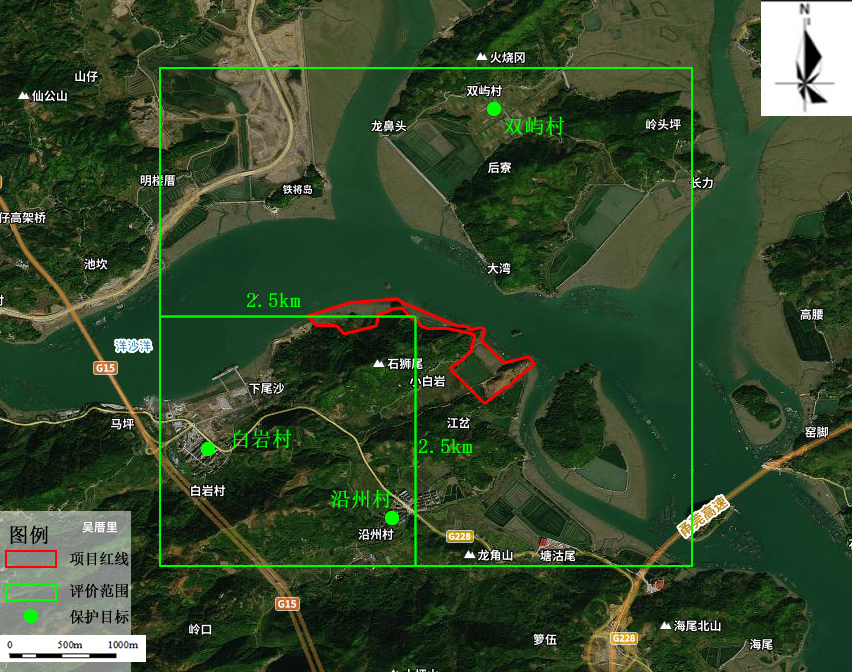 N
火烧冈
山仔
仙公山
双屿村
双屿村
龙鼻头
岭头坪
后寮
明楼厝
铁将岛
长力
仔高架桥
池坎
大湾
2.5km
高腰
洋沙洋
G15
石狮尾
小白岩
下尾沙
马坪
江岔
窑脚
白岩村
2.5km
白岩村
沿州村
沿州村
甬莞高速
G228
龙角山
塘沽尾
图例
吴厝里
项目红线
评价范围
保护目标
G15
岭口
箩伍
G228
海尾北山
海尾
0 500m 1000m